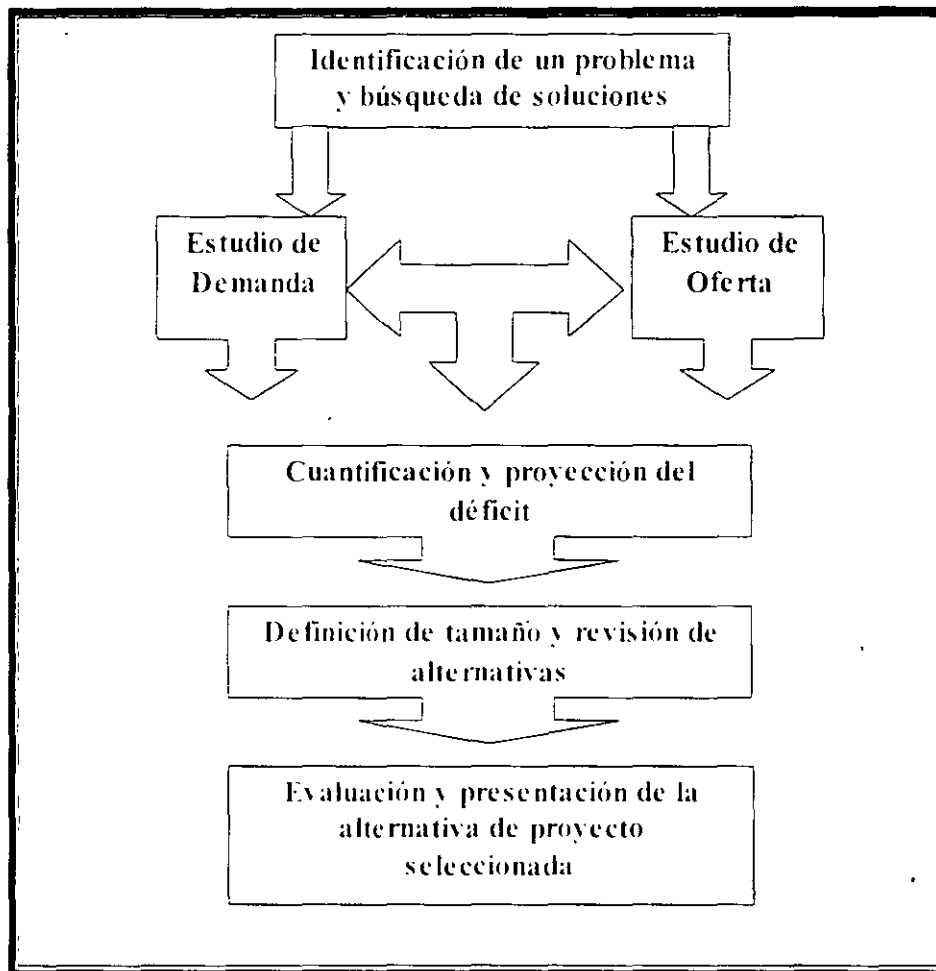 Identificación de un problema
y búsqueda de soluciones
Estudio de
Demanda
Estudio de
Oferta
Cuantificación y proyección del
déficit
Definición de tamaño y revisión de
alternativas
Evaluación y presentación de la
alternativa de proyecto
seleccionada